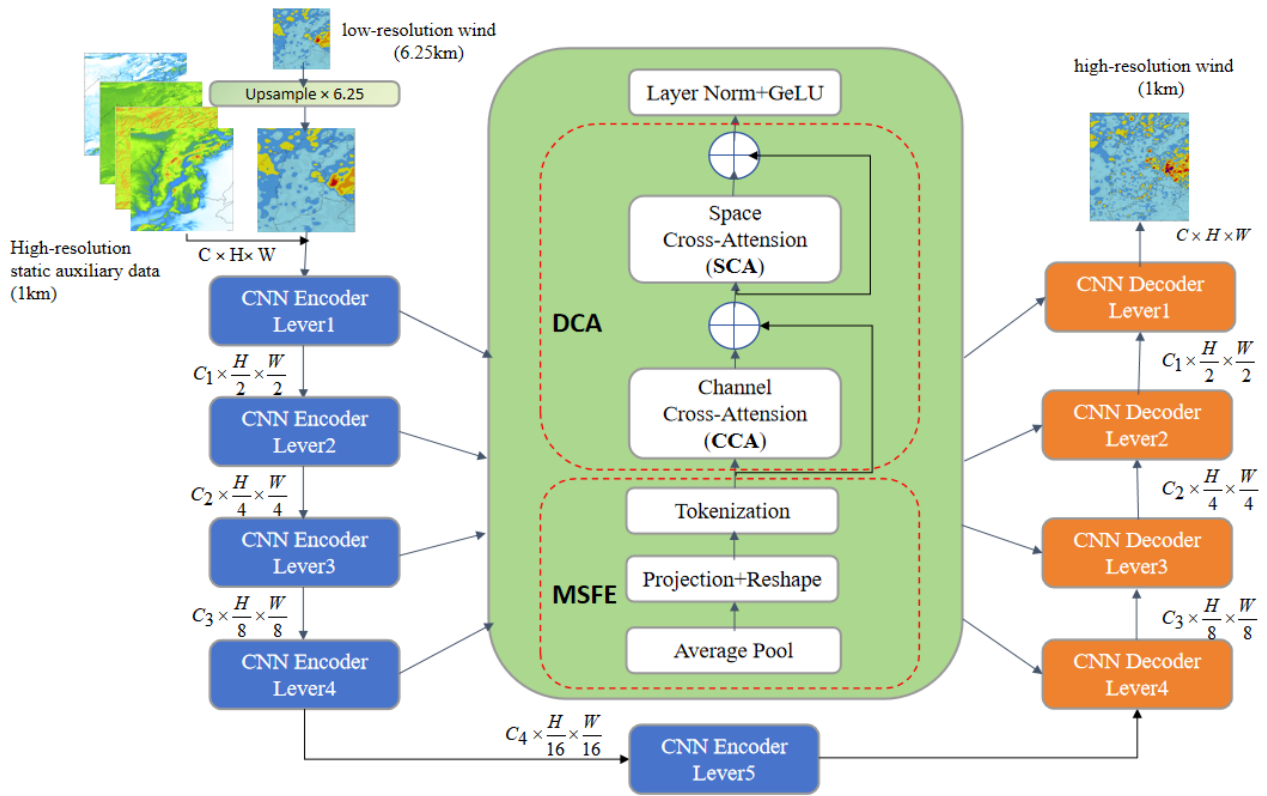 low-resolution wind
(6.25km)
Upsample × 6.25
High-resolution
static auxiliary data
(1km)
C × H× W
CNN Encoder
Lever1
C₁ × H/2 × W/2
CNN Encoder
Lever2
C₂ × H/4 × W/4
CNN Encoder
Lever3
C₃ × H/8 × W/8
CNN Encoder
Lever4
C₄ × H/16 × W/16
CNN Encoder
Lever5
Layer Norm+GeLU
Space
Cross-Attension
(SCA)
DCA
Channel
Cross-Attension
(CCA)
Tokenization
Projection+Reshape
MSFE
Average Pool
high-resolution wind
(1km)
C × H × W
CNN Decoder
Lever1
C₁ × H/2 × W/2
CNN Decoder
Lever2
C₂ × H/4 × W/4
CNN Decoder
Lever3
C₃ × H/8 × W/8
CNN Decoder
Lever4